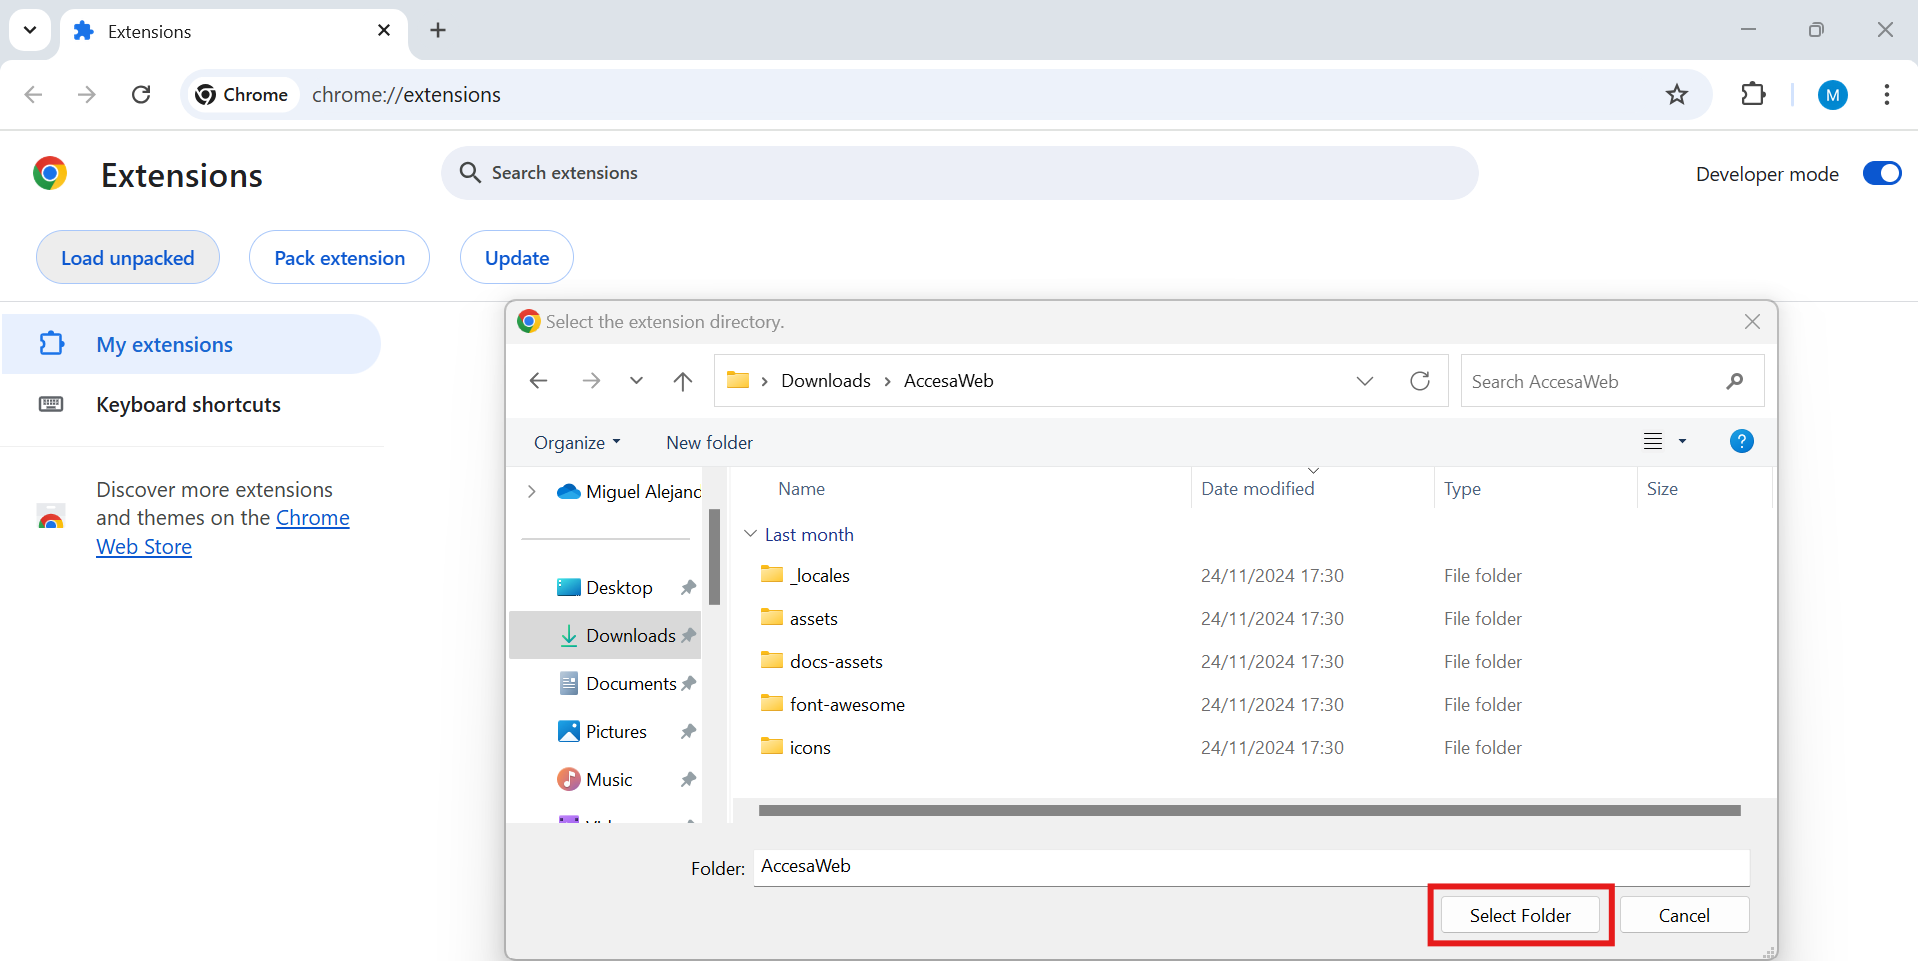 Extensions
Chrome
chrome://extensions
M
Extensions
Search extensions
Developer mode
Load unpacked
Pack extension
Update
My extensions
Keyboard shortcuts
Discover more extensions
and themes on the Chrome
Web Store
Select the extension directory.
Downloads
AccesaWeb
Search AccesaWeb
Organize
New folder
?
Miguel Alejanc
Desktop
Downloads
Documents
Pictures
Music
Name
Date modified
Type
Size
Last month
_locales
24/11/2024 17:30
File folder
assets
24/11/2024 17:30
File folder
docs-assets
24/11/2024 17:30
File folder
font-awesome
24/11/2024 17:30
File folder
icons
24/11/2024 17:30
File folder
Folder:
AccesaWeb
Select Folder
Cancel